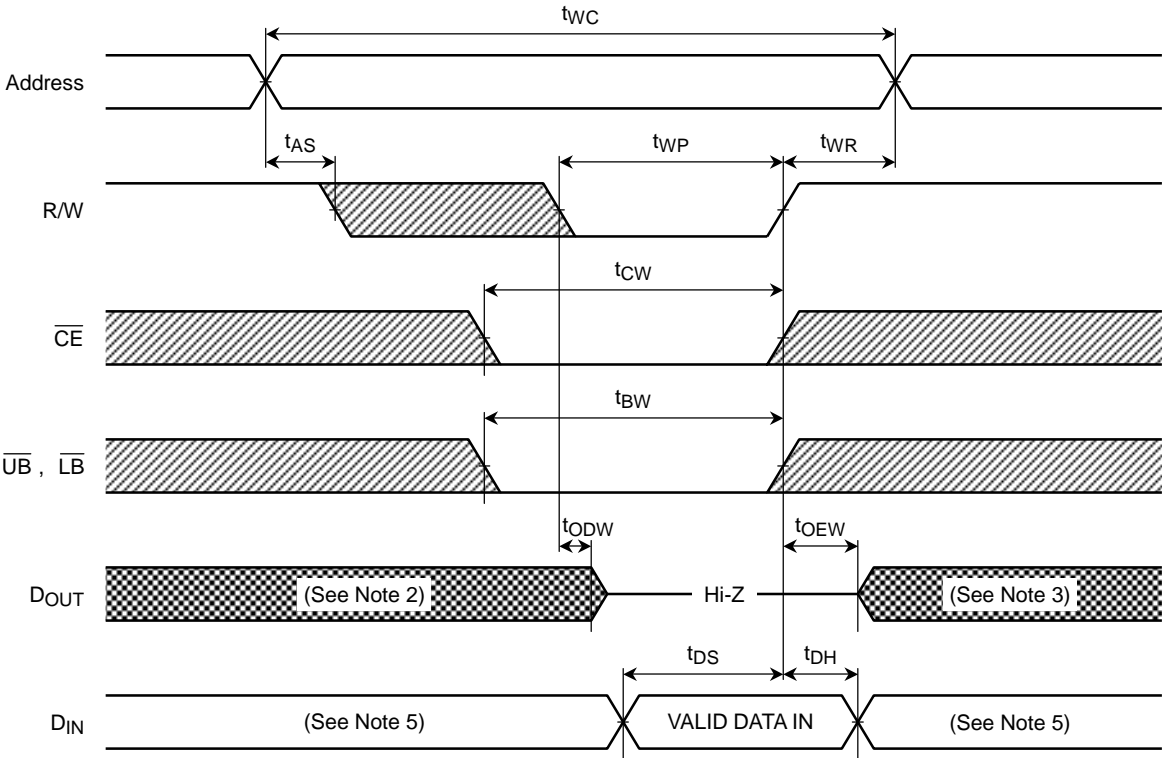 tWC
Address
tAS tWP tWR
R/W
tCW
CE
tBW
UB , LB
tODW tOEW
DOUT (See Note 2) Hi-Z (See Note 3)
tDS tDH
DIN (See Note 5) VALID DATA IN (See Note 5)